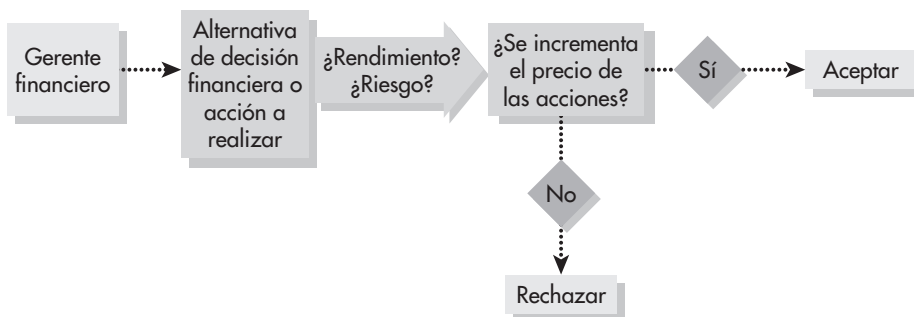 Gerente
financiero
Alternativa
de decisión
financiera o
acción a
realizar
¿Rendimiento?
¿Riesgo?
¿Se incrementa
el precio de
las acciones?
Sí
Aceptar
No
Rechazar